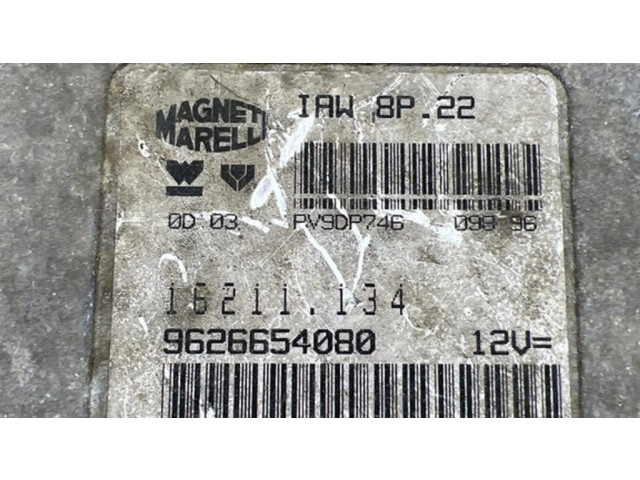 MAGNETI
MARELLI
IAW 8P.22
0D 03 PV9DP746 099 96
16211.134
9626654080 12V=